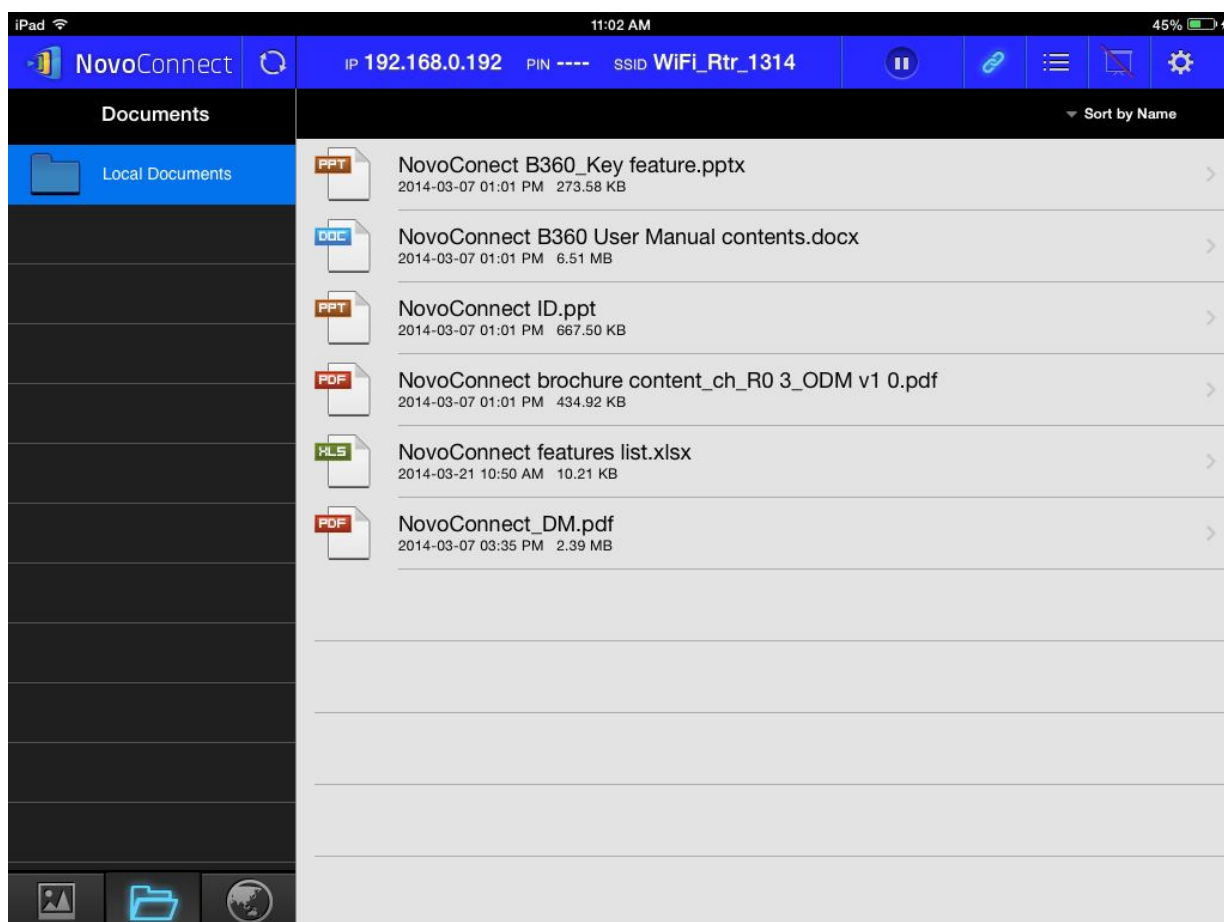 iPad 11:02 AM 45%
NovoConnect IP 192.168.0.192 PIN ---- SSID WiFi_Rtr_1314
Documents
Sort by Name
Local Documents
PPT NovoConect B360_Key feature.pptx
2014-03-07 01:01 PM 273.58 KB
DOC NovoConnect B360 User Manual contents.docx
2014-03-07 01:01 PM 6.51 MB
PPT NovoConnect ID.ppt
2014-03-07 01:01 PM 667.50 KB
PDF NovoConnect brochure content_ch_R0 3_ODM v1 0.pdf
2014-03-07 01:01 PM 434.92 KB
XLS NovoConnect features list.xlsx
2014-03-21 10:50 AM 10.21 KB
PDF NovoConnect_DM.pdf
2014-03-07 03:35 PM 2.39 MB